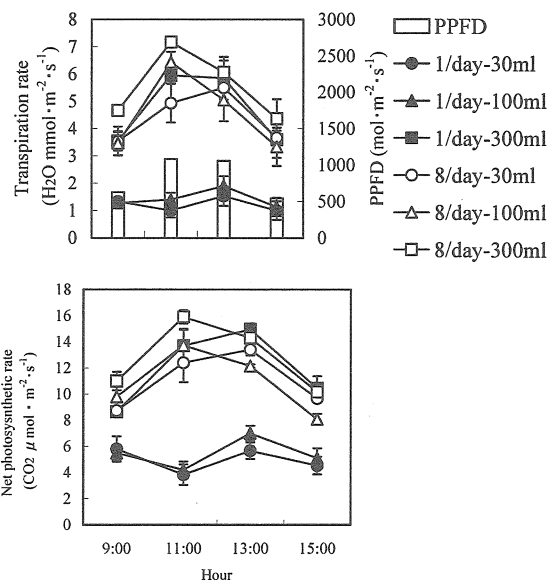 8
7
6
5
4
3
2
1
0
Transpiration rate
(H2O mmol·m⁻²·s⁻¹)
3000
2500
2000
1500
1000
500
0
PPFD
(mol·m⁻²·s⁻¹)
PPFD
1/day-30ml
1/day-100ml
1/day-300ml
8/day-30ml
8/day-100ml
8/day-300ml
18
16
14
12
10
8
6
4
2
0
Net photosysnthetic rate
(CO2 μ mol·m⁻²·s⁻¹)
9:00 11:00 13:00 15:00
Hour